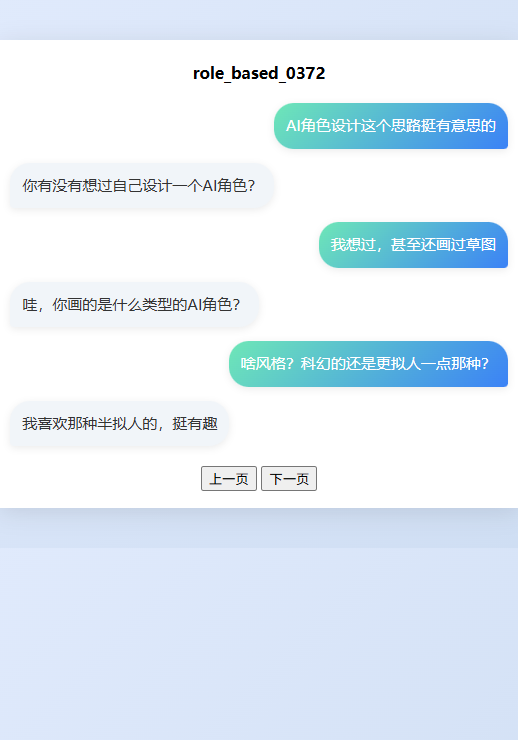 role_based_0372
AI角色设计这个思路挺有意思的
你有没有想过自己设计一个AI角色？
我想过，甚至还画过草图
哇，你画的是什么类型的AI角色？
啥风格？科幻的还是更拟人一点那种？
我喜欢那种半拟人的，挺有趣
上一页 下一页